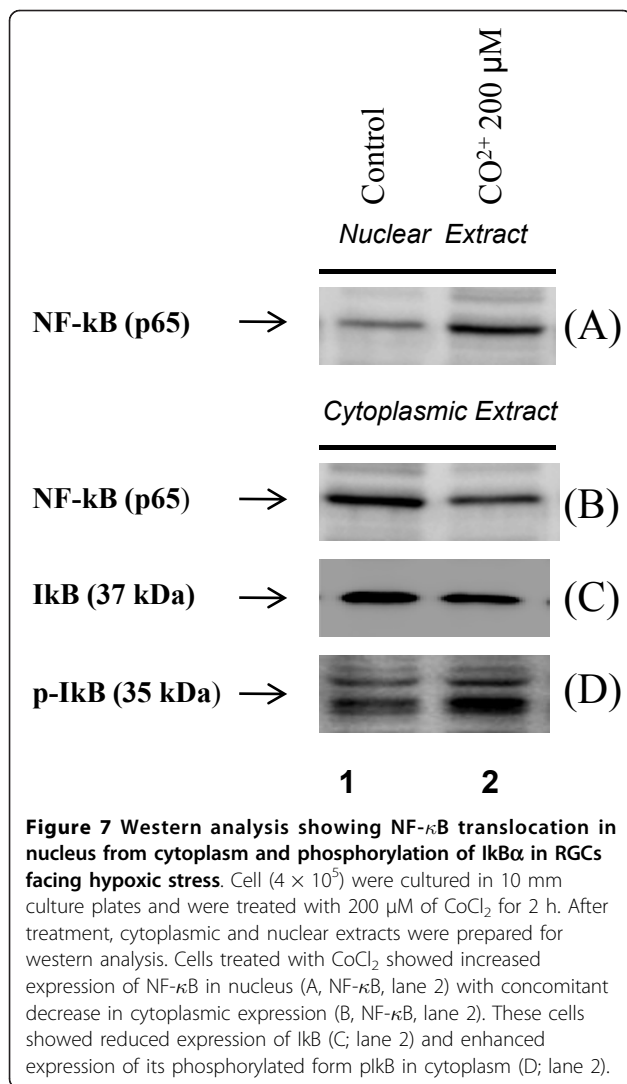 Control
CO²⁺ 200 µM
Nuclear Extract
NF-kB (p65)
(A)
Cytoplasmic Extract
NF-kB (p65)
(B)
IkB (37 kDa)
(C)
p-IkB (35 kDa)
(D)
1 2
Figure 7 Western analysis showing NF-κB translocation in
nucleus from cytoplasm and phosphorylation of IkBα in RGCs
facing hypoxic stress. Cell (4 × 10⁵) were cultured in 10 mm
culture plates and were treated with 200 μM of CoCl₂ for 2 h. After
treatment, cytoplasmic and nuclear extracts were prepared for
western analysis. Cells treated with CoCl₂ showed increased
expression of NF-κB in nucleus (A, NF-κB, lane 2) with concomitant
decrease in cytoplasmic expression (B, NF-κB, lane 2). These cells
showed reduced expression of IkB (C; lane 2) and enhanced
expression of its phosphorylated form pIkB in cytoplasm (D; lane 2).